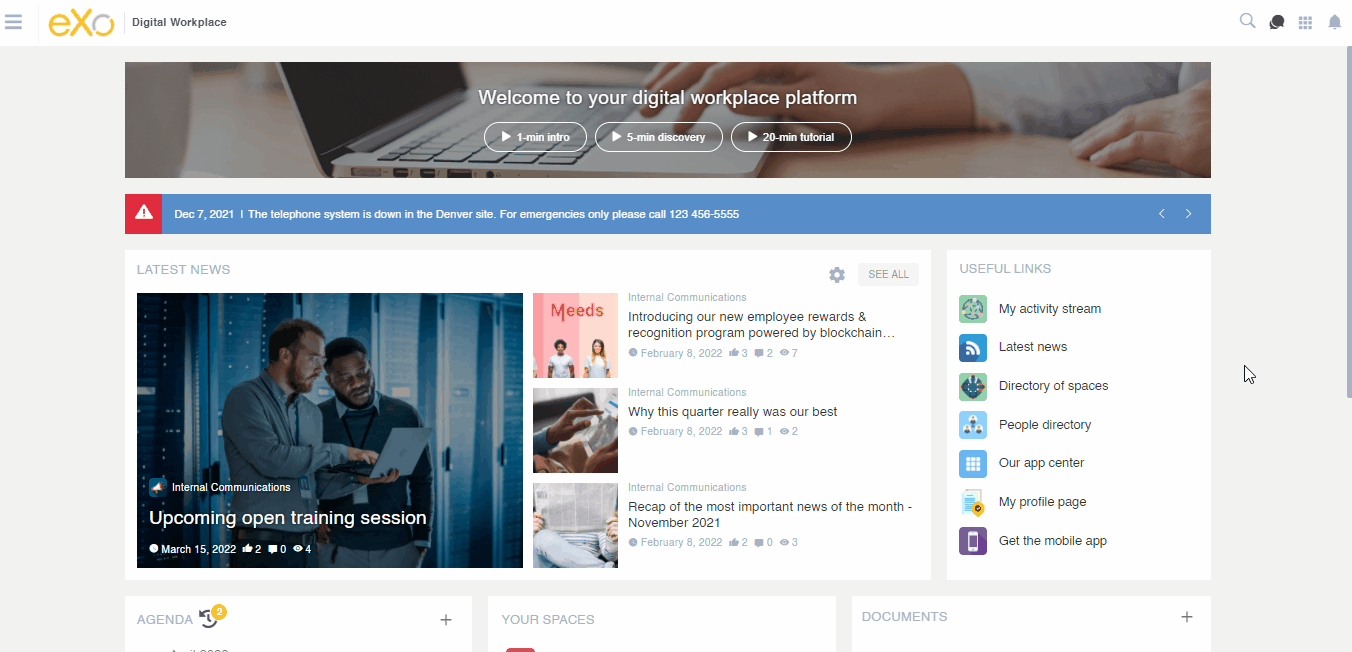 eXo
Digital Workplace
Welcome to your digital workplace platform
1-min intro
5-min discovery
20-min tutorial
Dec 7, 2021 | The telephone system is down in the Denver site. For emergencies only please call 123 456-5555
LATEST NEWS
SEE ALL
Internal Communications
Upcoming open training session
March 15, 2022 2 0 4
Meeds
Internal Communications
Introducing our new employee rewards &
recognition program powered by blockchain…
February 8, 2022 3 2 7
Internal Communications
Why this quarter really was our best
February 8, 2022 3 1 2
Internal Communications
Recap of the most important news of the month -
November 2021
February 8, 2022 2 0 3
USEFUL LINKS
My activity stream
Latest news
Directory of spaces
People directory
Our app center
My profile page
Get the mobile app
AGENDA 2
YOUR SPACES
DOCUMENTS